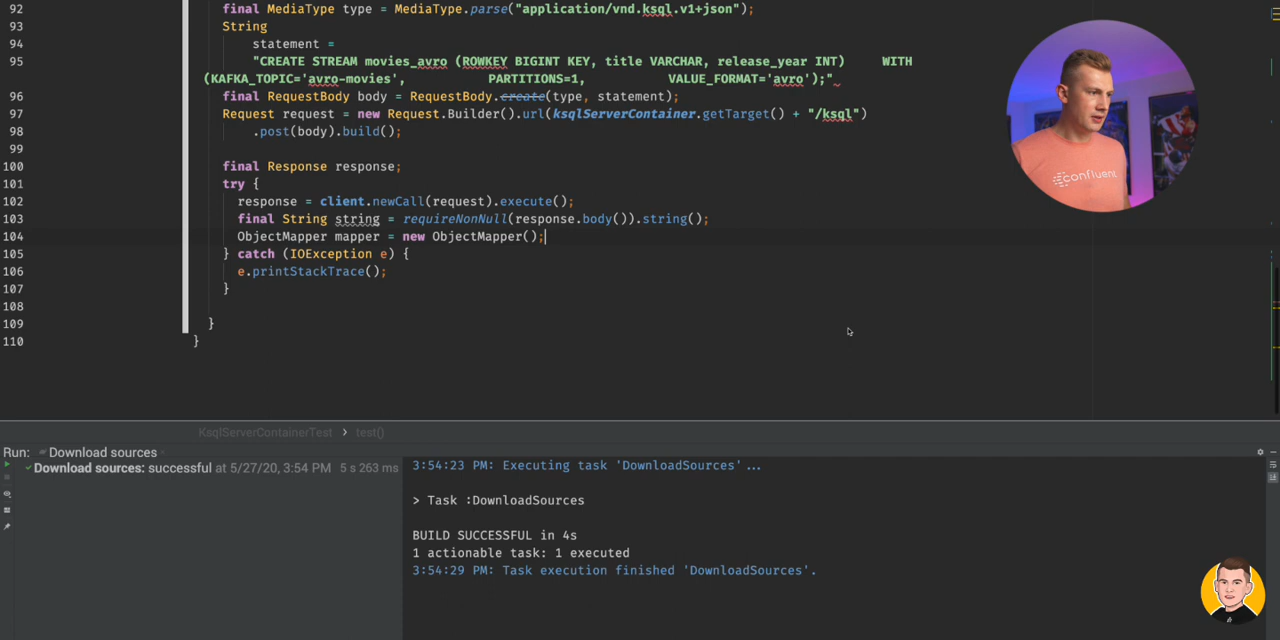 92 final MediaType type = MediaType.parse("application/vnd.ksql.v1+json");
93 String
94 statement =
95 "CREATE STREAM movies_avro (ROWKEY BIGINT KEY, title VARCHAR, release_year INT) WITH
(KAFKA_TOPIC='avro-movies', PARTITIONS=1, VALUE_FORMAT='avro');"
96 final RequestBody body = RequestBody.create(type, statement);
97 Request request = new Request.Builder().url(ksqlServerContainer.getTarget() + "/ksql")
98 .post(body).build();
99
100 final Response response;
101 try {
102 response = client.newCall(request).execute();
103 final String string = requireNonNull(response.body()).string();
104 ObjectMapper mapper = new ObjectMapper();
105 } catch (IOException e) {
106 e.printStackTrace();
107 }
108
109 }
110 }
confluent
KsqlServerContainerTest › test()
Run: Download sources
Download sources: successful at 5/27/20, 3:54 PM 5 s 263 ms
3:54:23 PM: Executing task 'DownloadSources'...
> Task :DownloadSources
BUILD SUCCESSFUL in 4s
1 actionable task: 1 executed
3:54:29 PM: Task execution finished 'DownloadSources'.